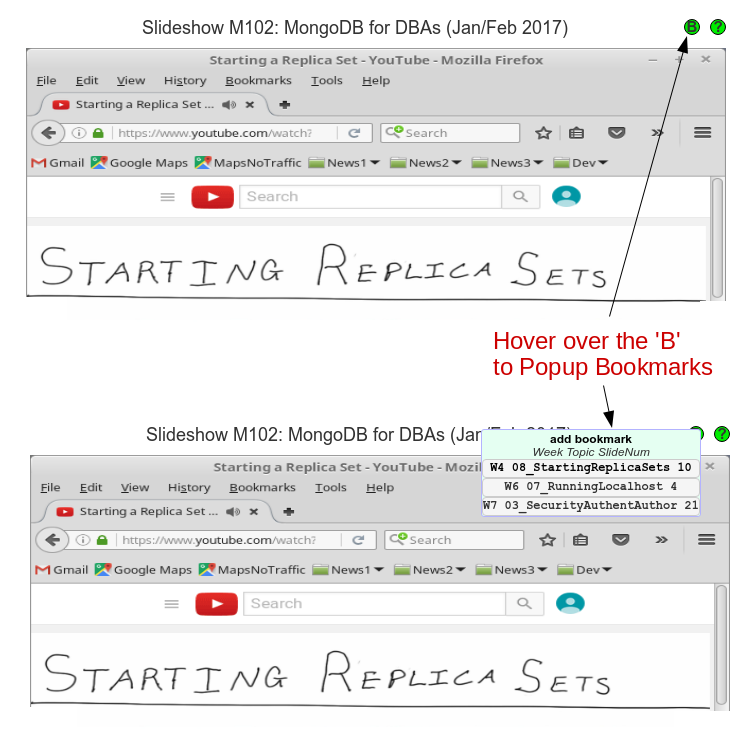 Slideshow M102: MongoDB for DBAs (Jan/Feb 2017) B ?
Starting a Replica Set - YouTube - Mozilla Firefox
File Edit View History Bookmarks Tools Help
Starting a Replica Set ...
https://www.youtube.com/watch? Search
Gmail Google Maps MapsNoTraffic News1 News2 News3 Dev
Search
STARTING REPLICA SETS
Hover over the 'B'
to Popup Bookmarks
Slideshow M102: MongoDB for DBAs (Jan/Feb 2017) ?
add bookmark
Week Topic SlideNum
W4 08_StartingReplicaSets 10
W6 07_RunningLocalhost 4
W7 03_SecurityAuthentAuthor 21
Starting a Replica Set - YouTube - Mozil
File Edit View History Bookmarks Tools Help
Starting a Replica Set ...
https://www.youtube.com/watch? Search
Gmail Google Maps MapsNoTraffic News1 News2 News3 Dev
Search
STARTING REPLICA SETS